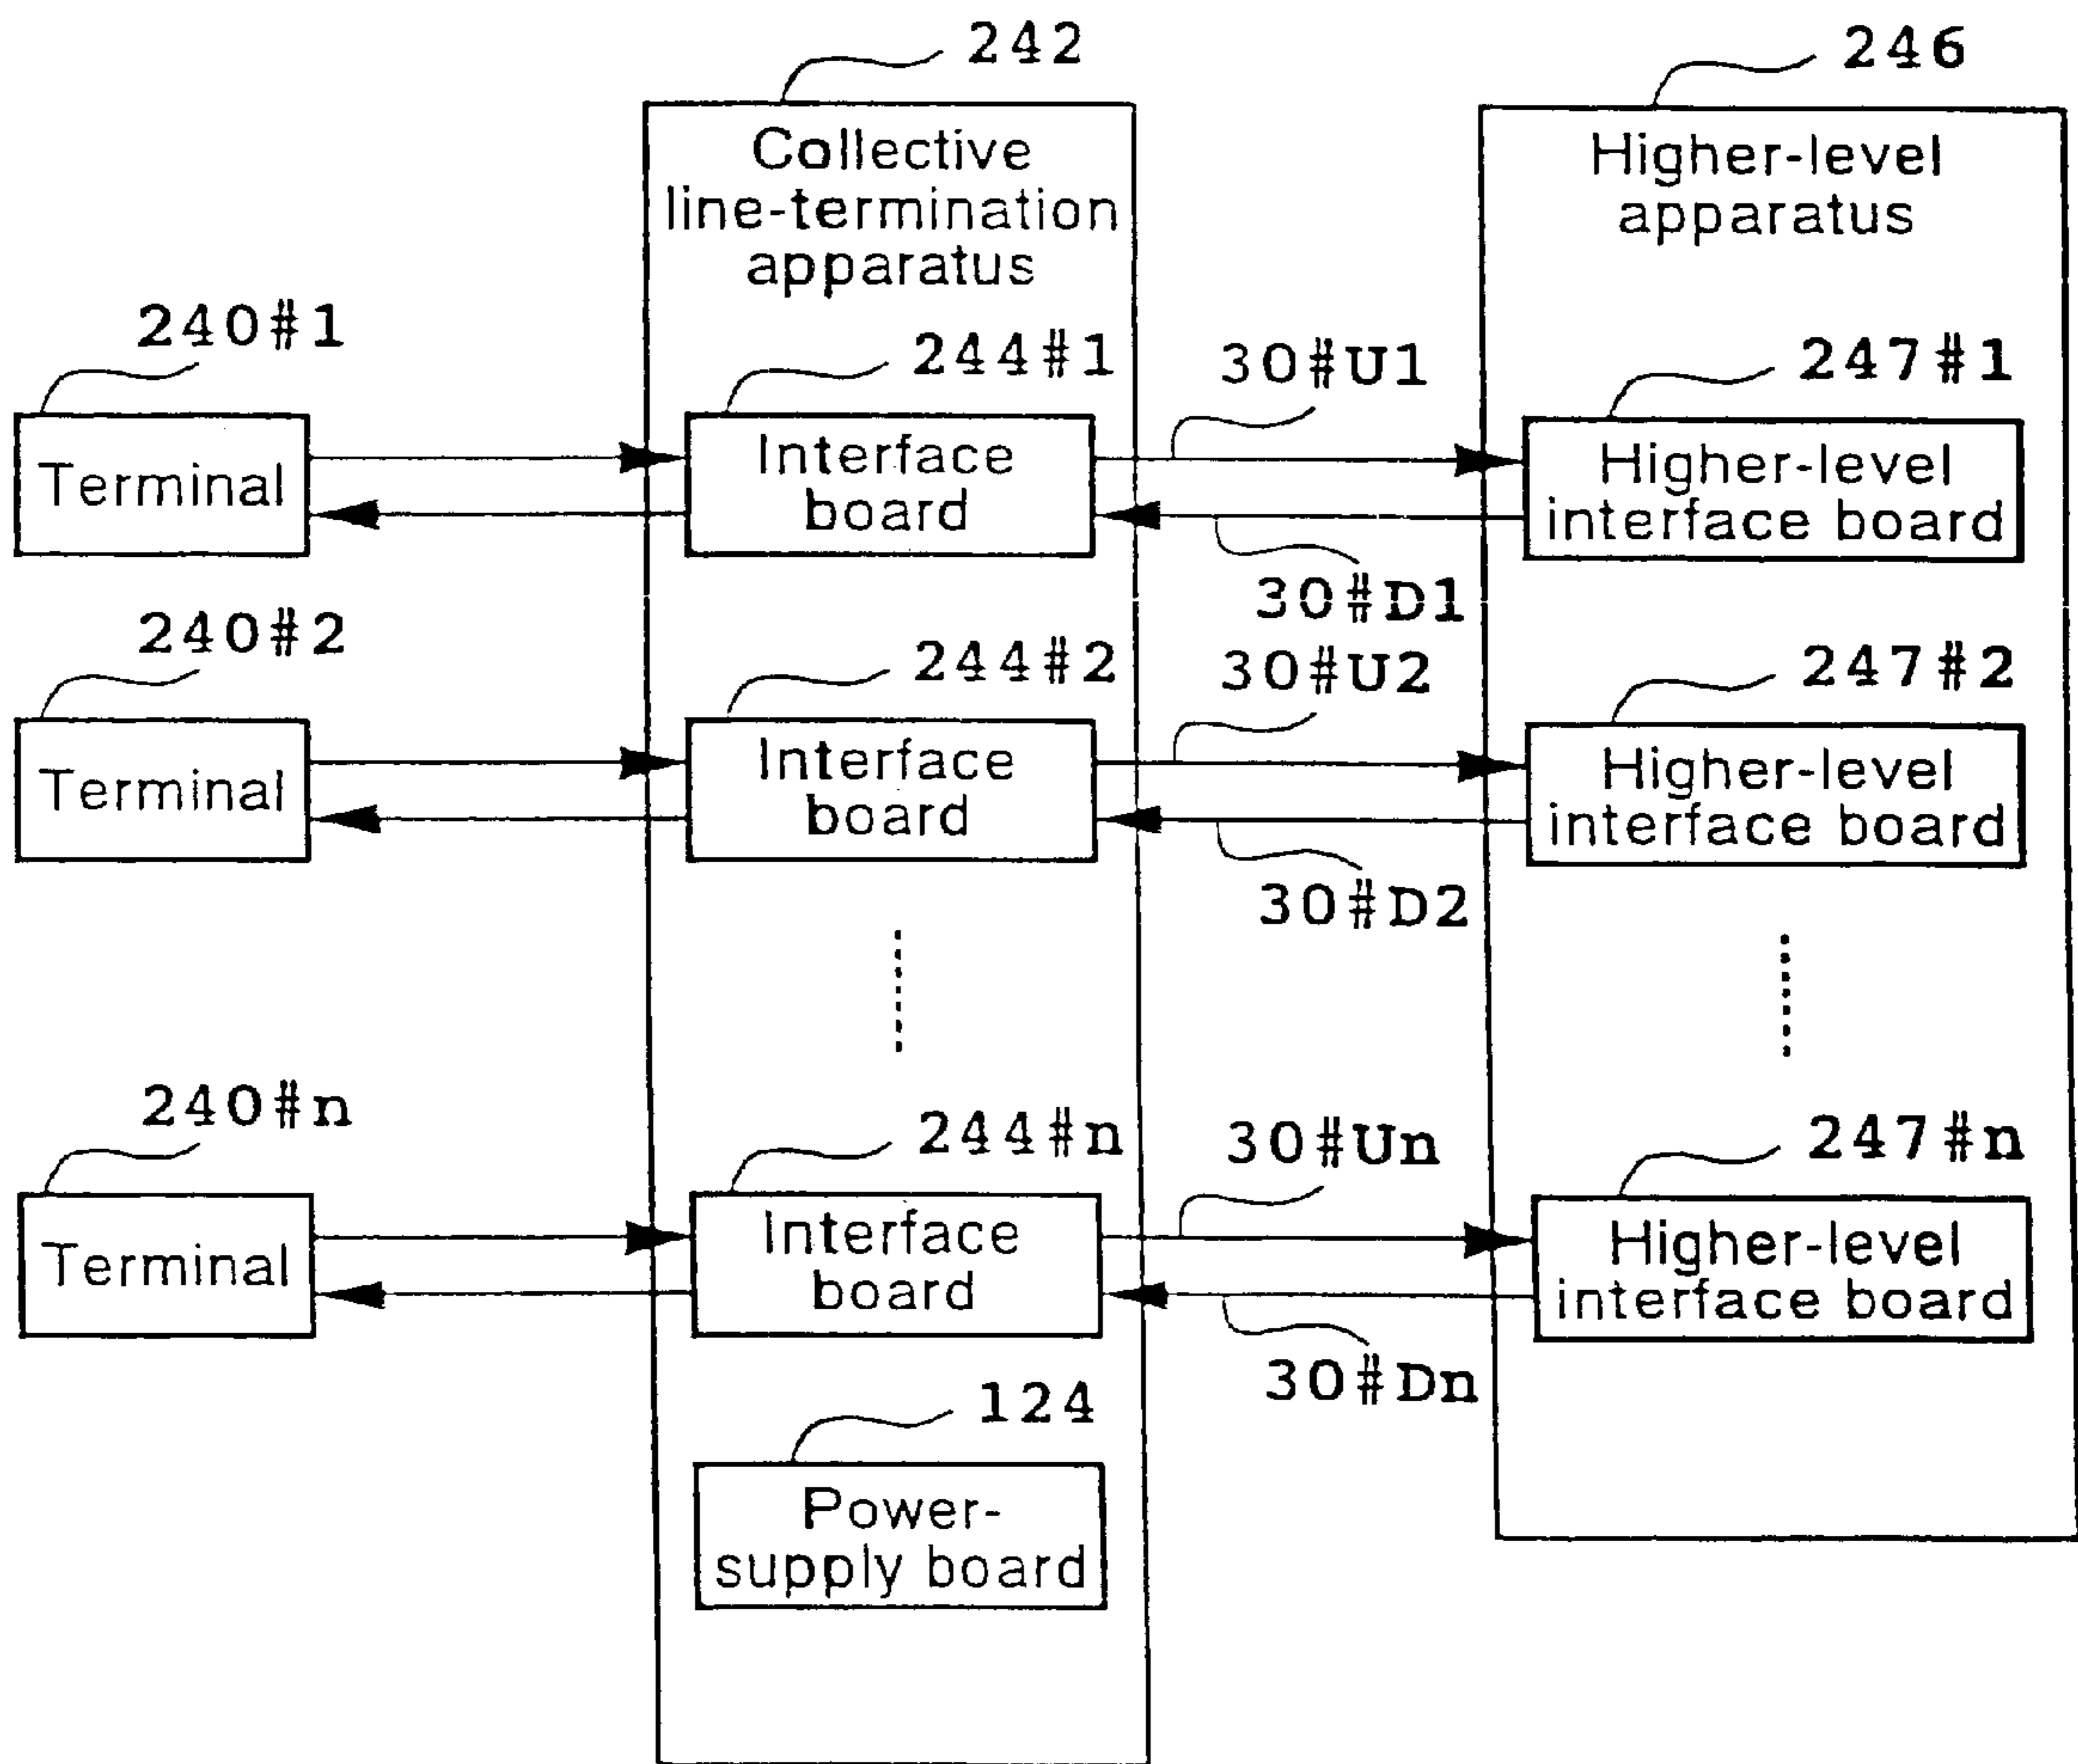 242
246
Collective
line-termination
apparatus
Higher-level
apparatus
240#1
244#1
30#U1
247#1
Terminal
Interface
board
Higher-level
interface board
30#D1
240#2
244#2
30#U2
247#2
Terminal
Interface
board
Higher-level
interface board
30#D2
240#n
244#n
30#Un
247#n
Terminal
Interface
board
Higher-level
interface board
30#Dn
124
Power-
supply board